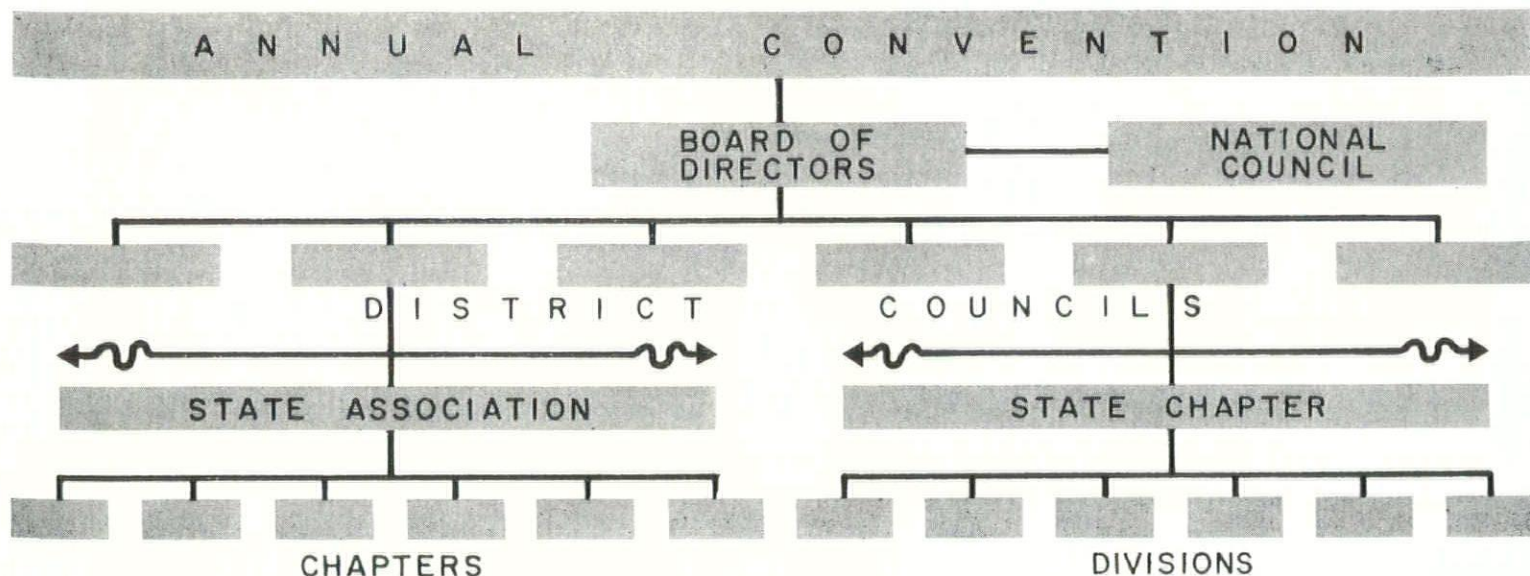 ANNUAL CONVENTION
BOARD OF
DIRECTORS
NATIONAL
COUNCIL
DISTRICT COUNCILS
STATE ASSOCIATION
STATE CHAPTER
CHAPTERS
DIVISIONS